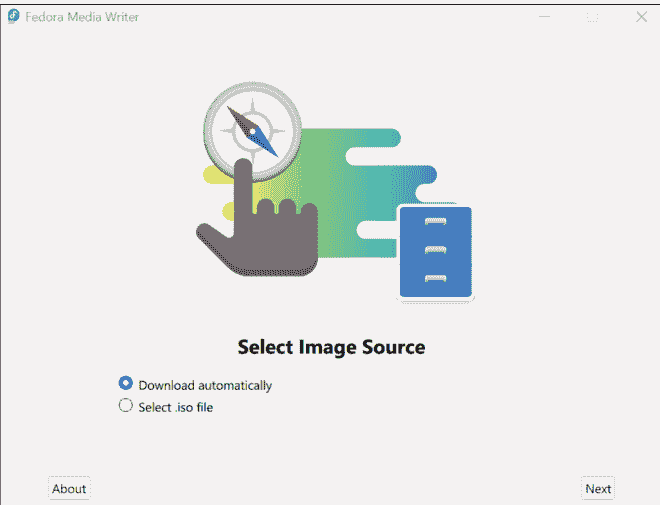 Fedora Media Writer
Select Image Source
Download automatically
Select .iso file
About
Next